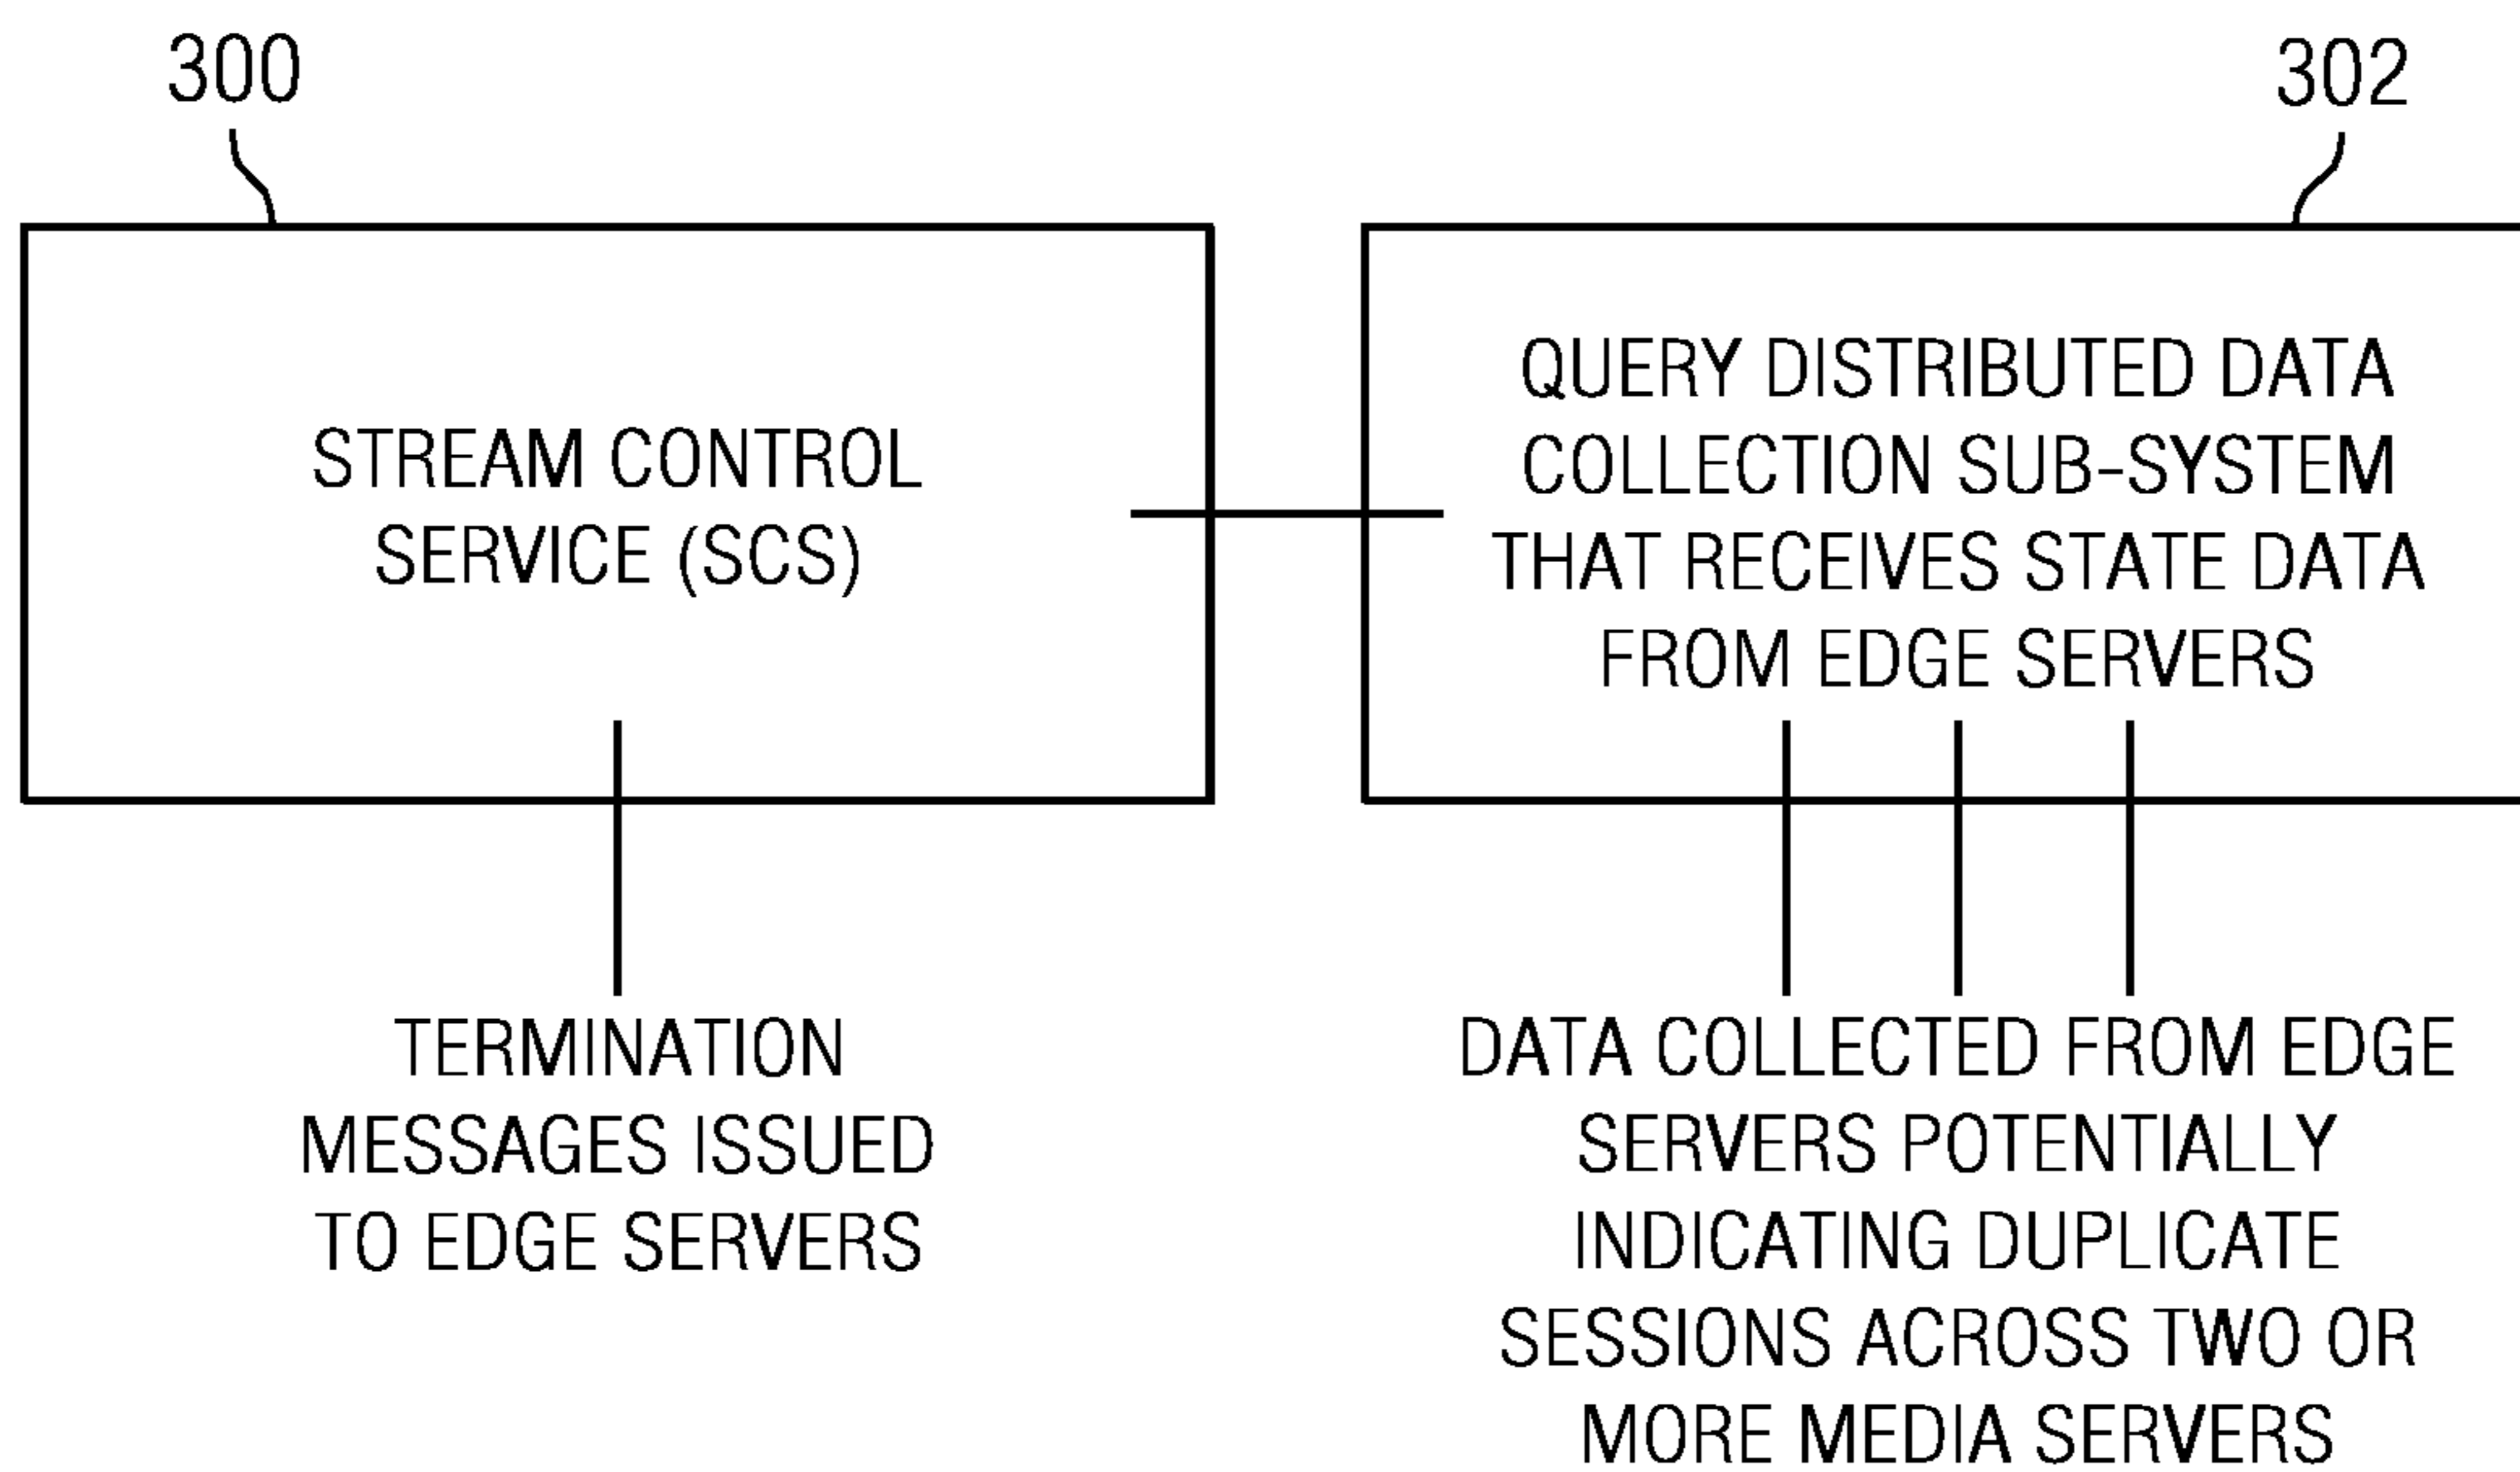 300
302
STREAM CONTROL
SERVICE (SCS)
QUERY DISTRIBUTED DATA
COLLECTION SUB-SYSTEM
THAT RECEIVES STATE DATA
FROM EDGE SERVERS
TERMINATION
MESSAGES ISSUED
TO EDGE SERVERS
DATA COLLECTED FROM EDGE
SERVERS POTENTIALLY
INDICATING DUPLICATE
SESSIONS ACROSS TWO OR
MORE MEDIA SERVERS